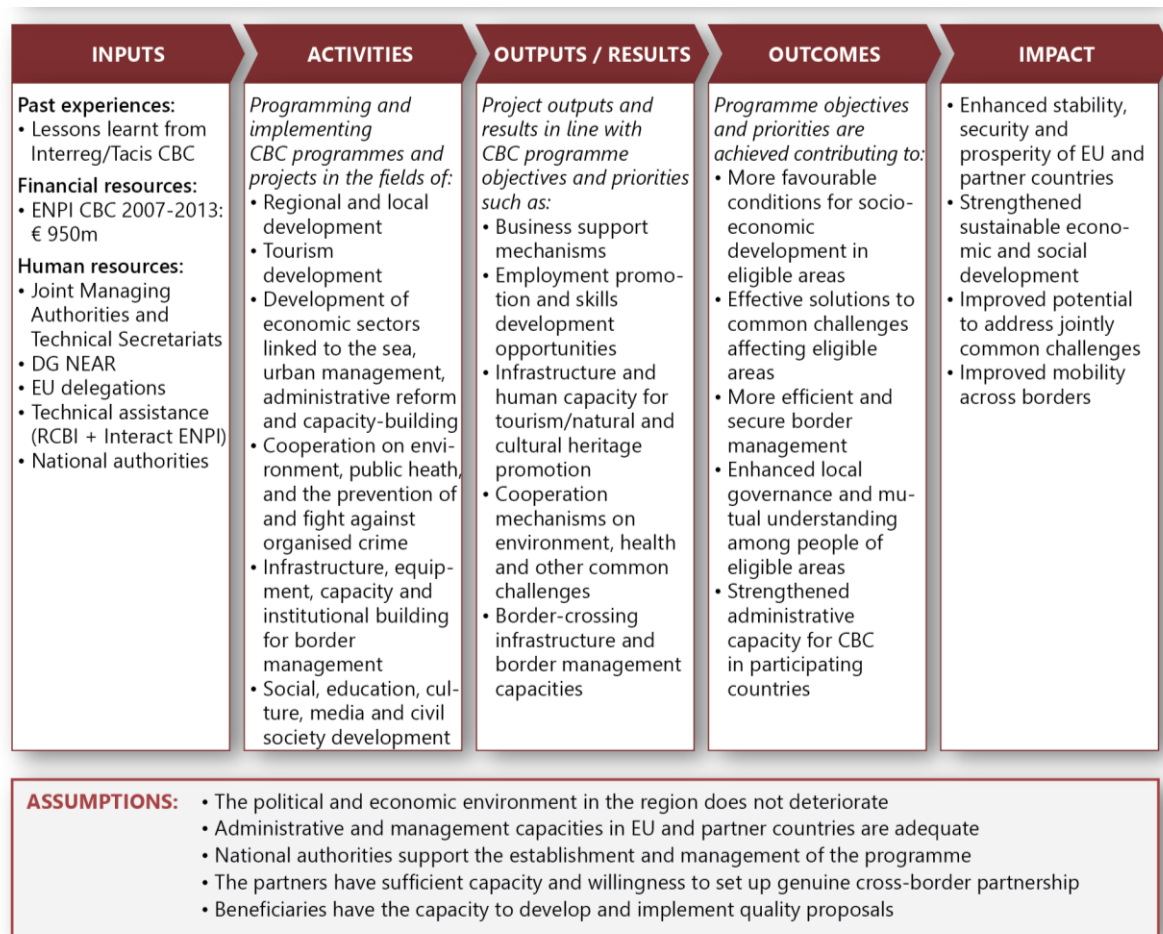 INPUTS
Past experiences:
• Lessons learnt from
Interreg/Tacis CBC
Financial resources:
• ENPI CBC 2007-2013:
€ 950m
Human resources:
• Joint Managing
Authorities and
Technical Secretariats
• DG NEAR
• EU delegations
• Technical assistance
(RCBI + Interact ENPI)
• National authorities
ACTIVITIES
Programming and
implementing
CBC programmes and
projects in the fields of:
• Regional and local
development
• Tourism
development
• Development of
economic sectors
linked to the sea,
urban management,
administrative reform
and capacity-building
• Cooperation on envi-
ronment, public heath,
and the prevention of
and fight against
organised crime
• Infrastructure, equip-
ment, capacity and
institutional building
for border
management
• Social, education, cul-
ture, media and civil
society development
OUTPUTS / RESULTS
Project outputs and
results in line with
CBC programme
objectives and priorities
such as:
• Business support
mechanisms
• Employment promo-
tion and skills
development
opportunities
• Infrastructure and
human capacity for
tourism/natural and
cultural heritage
promotion
• Cooperation
mechanisms on
environment, health
and other common
challenges
• Border-crossing
infrastructure and
border management
capacities
OUTCOMES
Programme objectives
and priorities are
achieved contributing to:
• More favourable
conditions for socio-
economic
development in
eligible areas
• Effective solutions to
common challenges
affecting eligible
areas
• More efficient and
secure border
management
• Enhanced local
governance and mu-
tual understanding
among people of
eligible areas
• Strengthened
administrative
capacity for CBC
in participating
countries
IMPACT
• Enhanced stability,
security and
prosperity of EU and
partner countries
• Strengthened
sustainable econo-
mic and social
development
• Improved potential
to address jointly
common challenges
• Improved mobility
across borders
ASSUMPTIONS: • The political and economic environment in the region does not deteriorate
• Administrative and management capacities in EU and partner countries are adequate
• National authorities support the establishment and management of the programme
• The partners have sufficient capacity and willingness to set up genuine cross-border partnership
• Beneficiaries have the capacity to develop and implement quality proposals